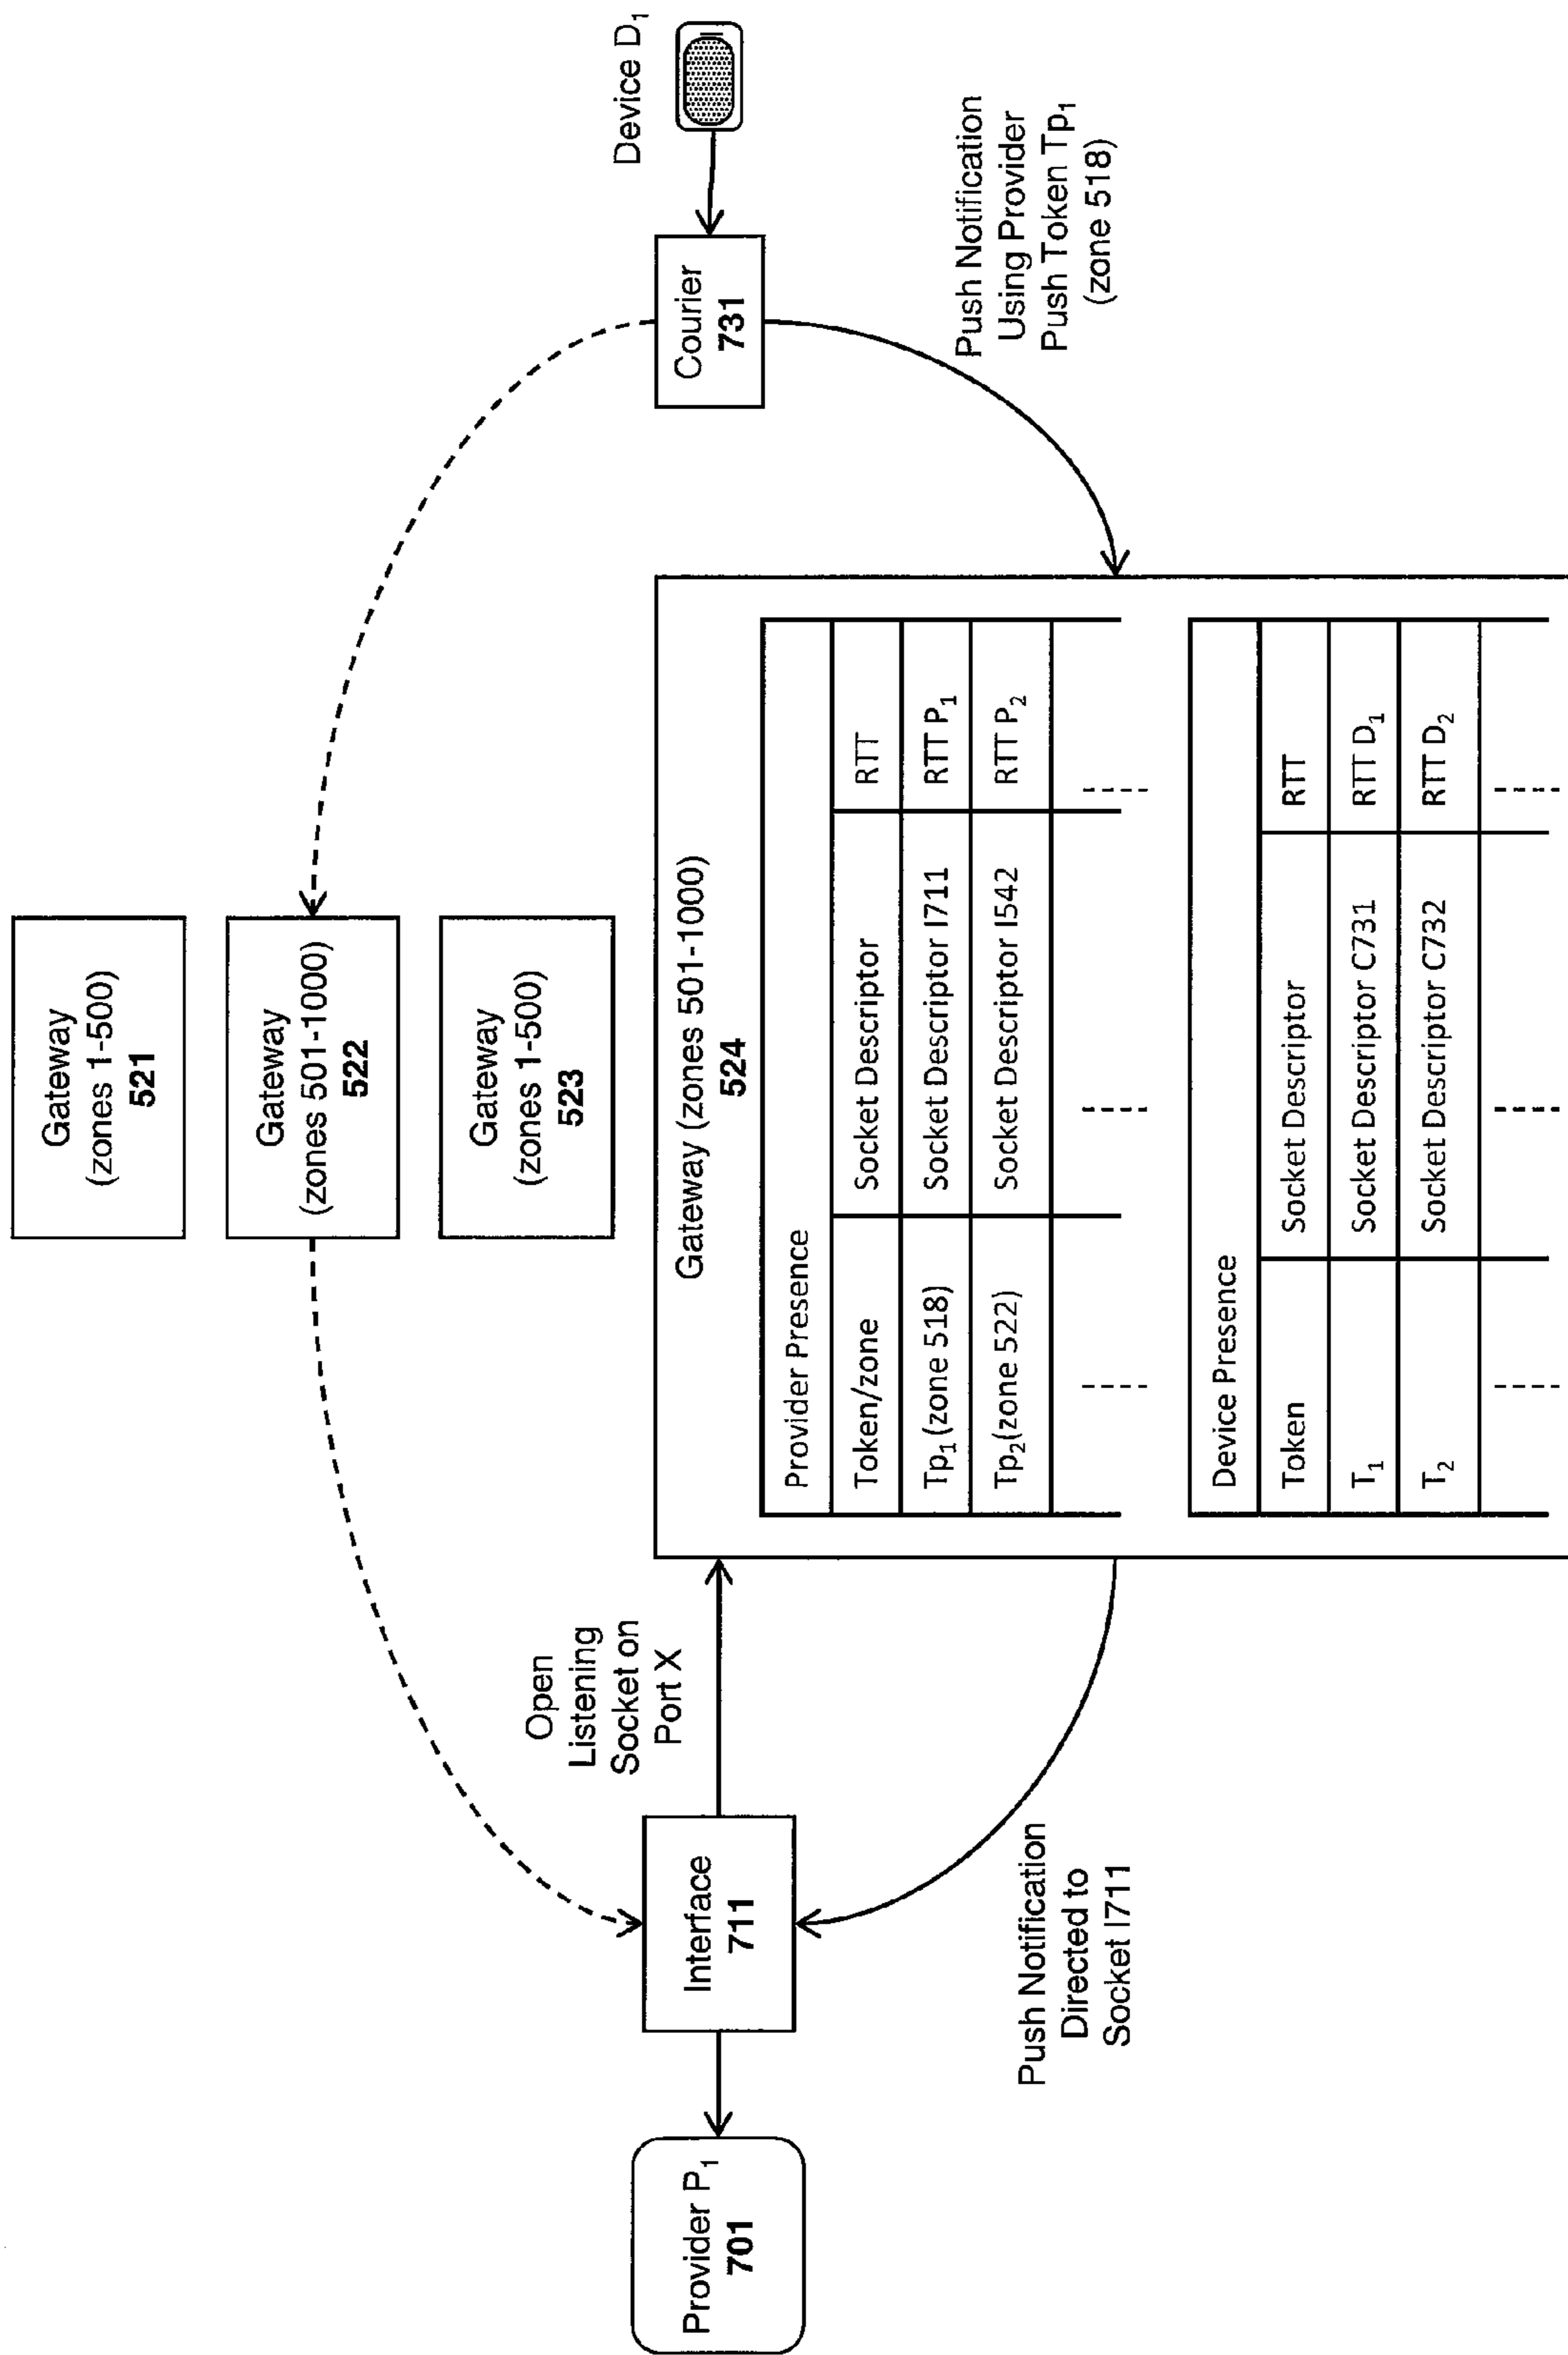 Gateway
(zones 1-500)
521
Gateway
(zones 501-1000)
522
Gateway
(zones 1-500)
523
Open
Listening
Socket on
Port X
Provider P₁
701
Interface
711
Push Notification
Directed to
Socket I711
Gateway (zones 501-1000)
524
Provider Presence
Token/zone Socket Descriptor RTT
Tp₁ (zone 518) Socket Descriptor I711 RTT P₁
Tp₂(zone 522) Socket Descriptor I542 RTT P₂
Device Presence
Token Socket Descriptor RTT
T₁ Socket Descriptor C731 RTT D₁
T₂ Socket Descriptor C732 RTT D₂
Courier
731
Device D₁
Push Notification
Using Provider
Push Token Tp₁
(zone 518)